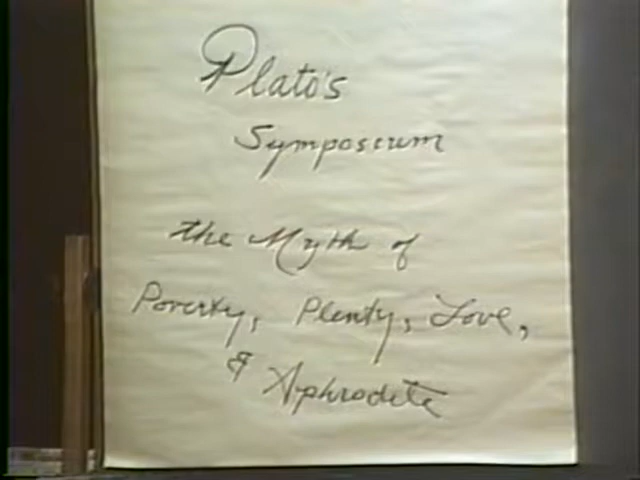 Plato's
Symposium
the Myth of
Poverty, Plenty, Love,
& Aphrodite